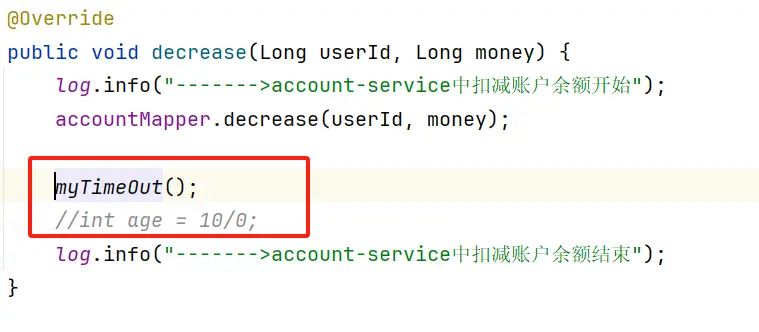 @Override
public void decrease(Long userId, Long money) {
log.info("------->account-service中扣减账户余额开始");
accountMapper.decrease(userId, money);
myTimeOut();
//int age = 10/0;
log.info("------->account-service中扣减账户余额结束");
}